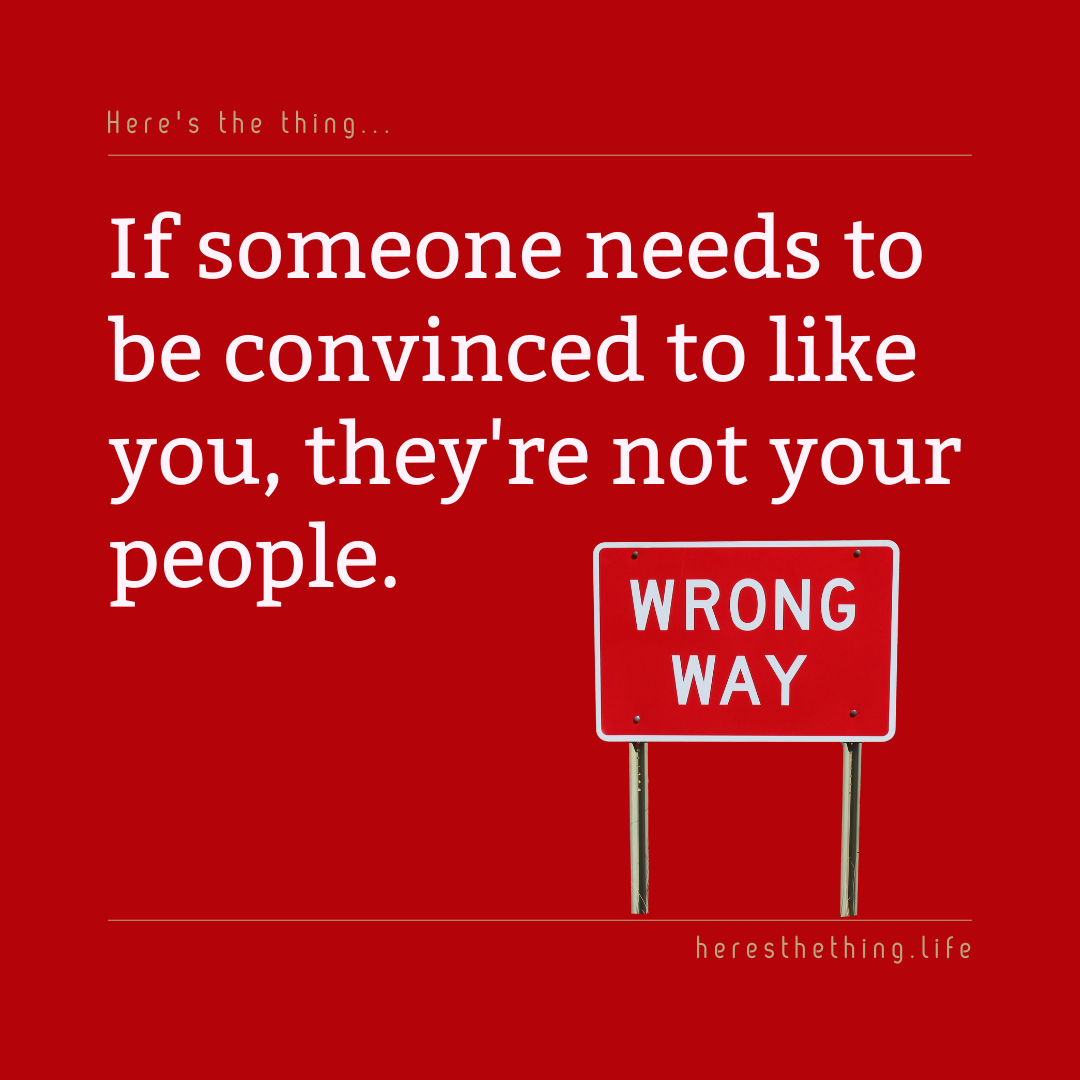 Here's the thing...
If someone needs to
be convinced to like
you, they're not your
people.
WRONG
WAY
heresthething.life